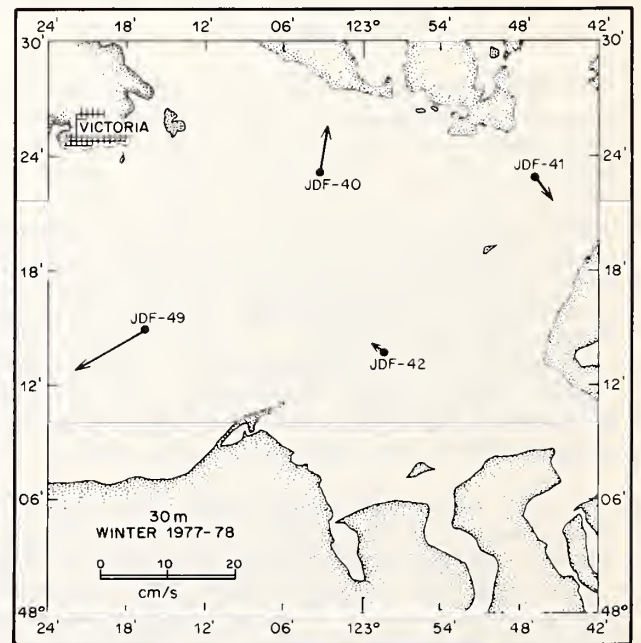 24' 18' 12' 06' 123° 54' 48' 42'
30' 30'
VICTORIA
24' 24'
JDF-40
JDF-41
18' 18'
JDF-49
JDF-42
12' 12'
06' 06'
30 m
WINTER 1977-78
0 10 20
cm/s
48° 48°
24' 18' 12' 06' 123° 54' 48' 42'